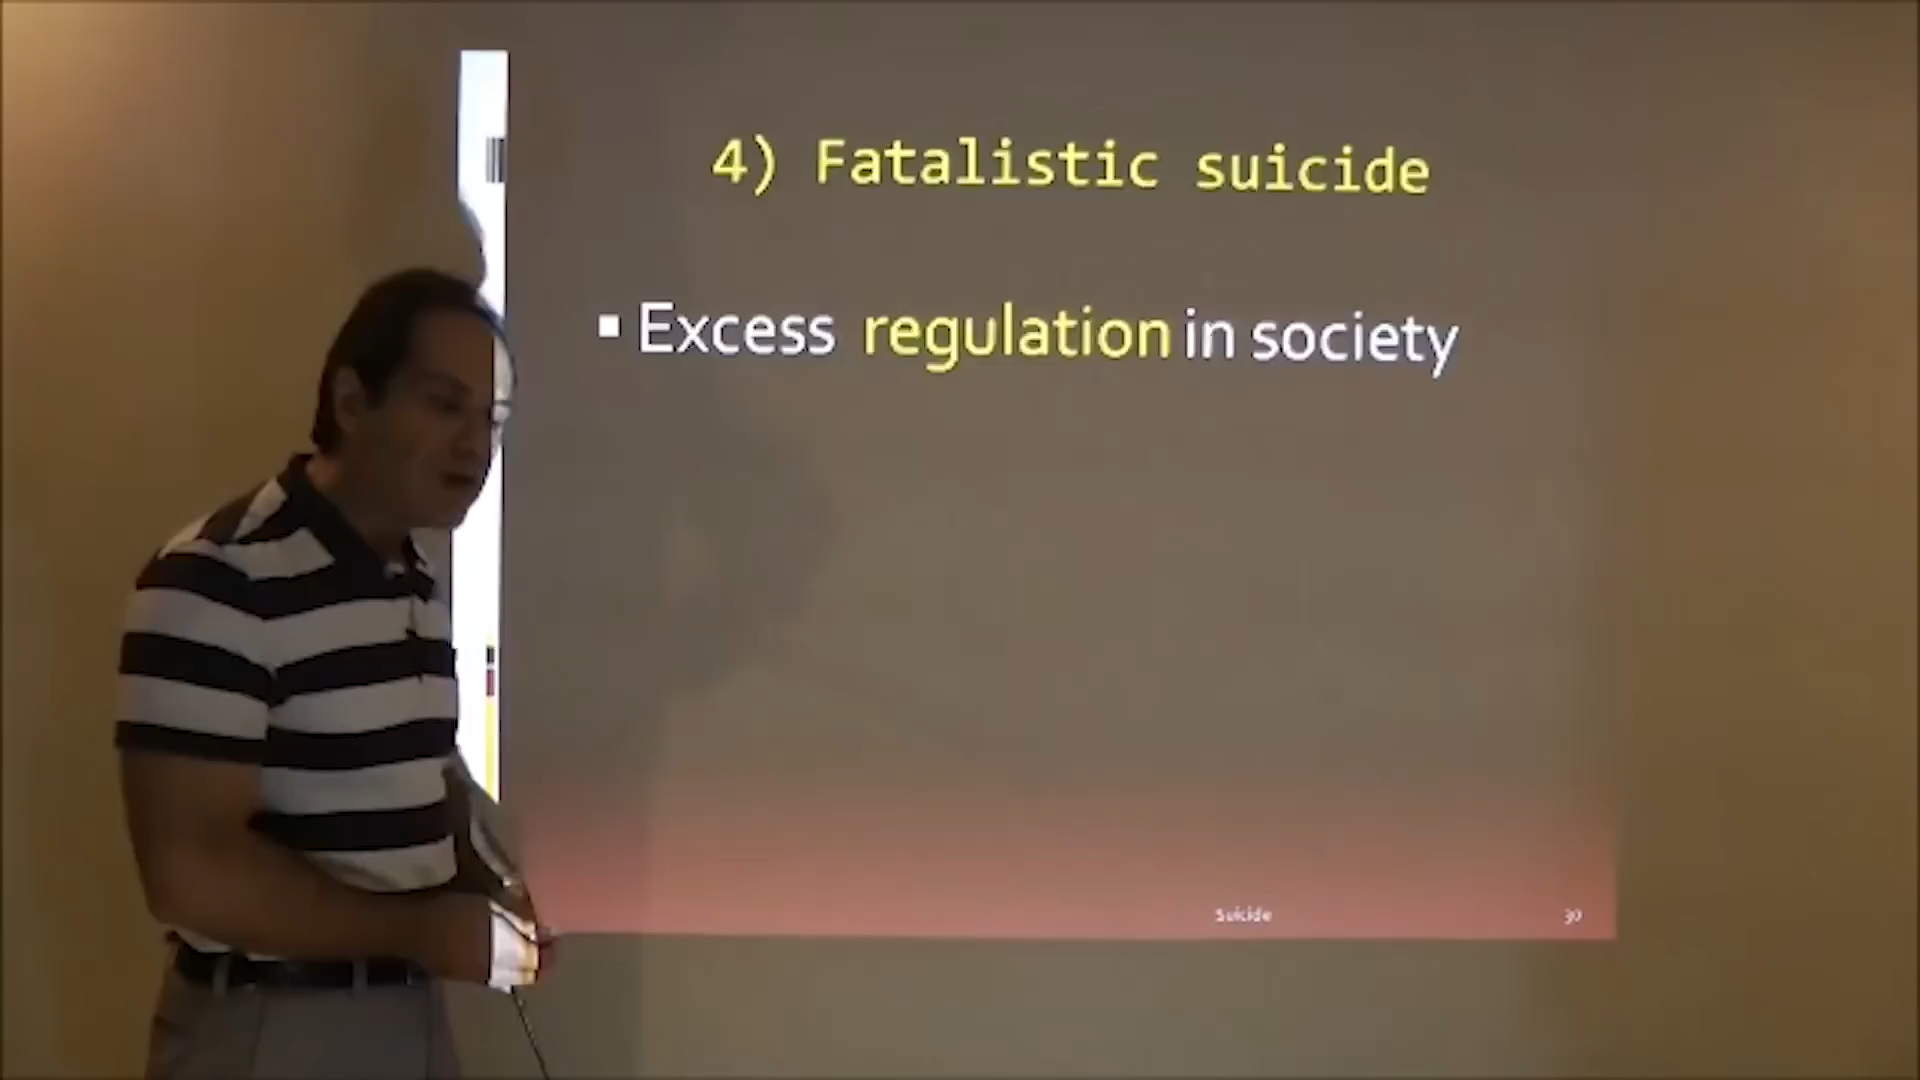 4) Fatalistic suicide
▪ Excess regulation in society
Suicide 30